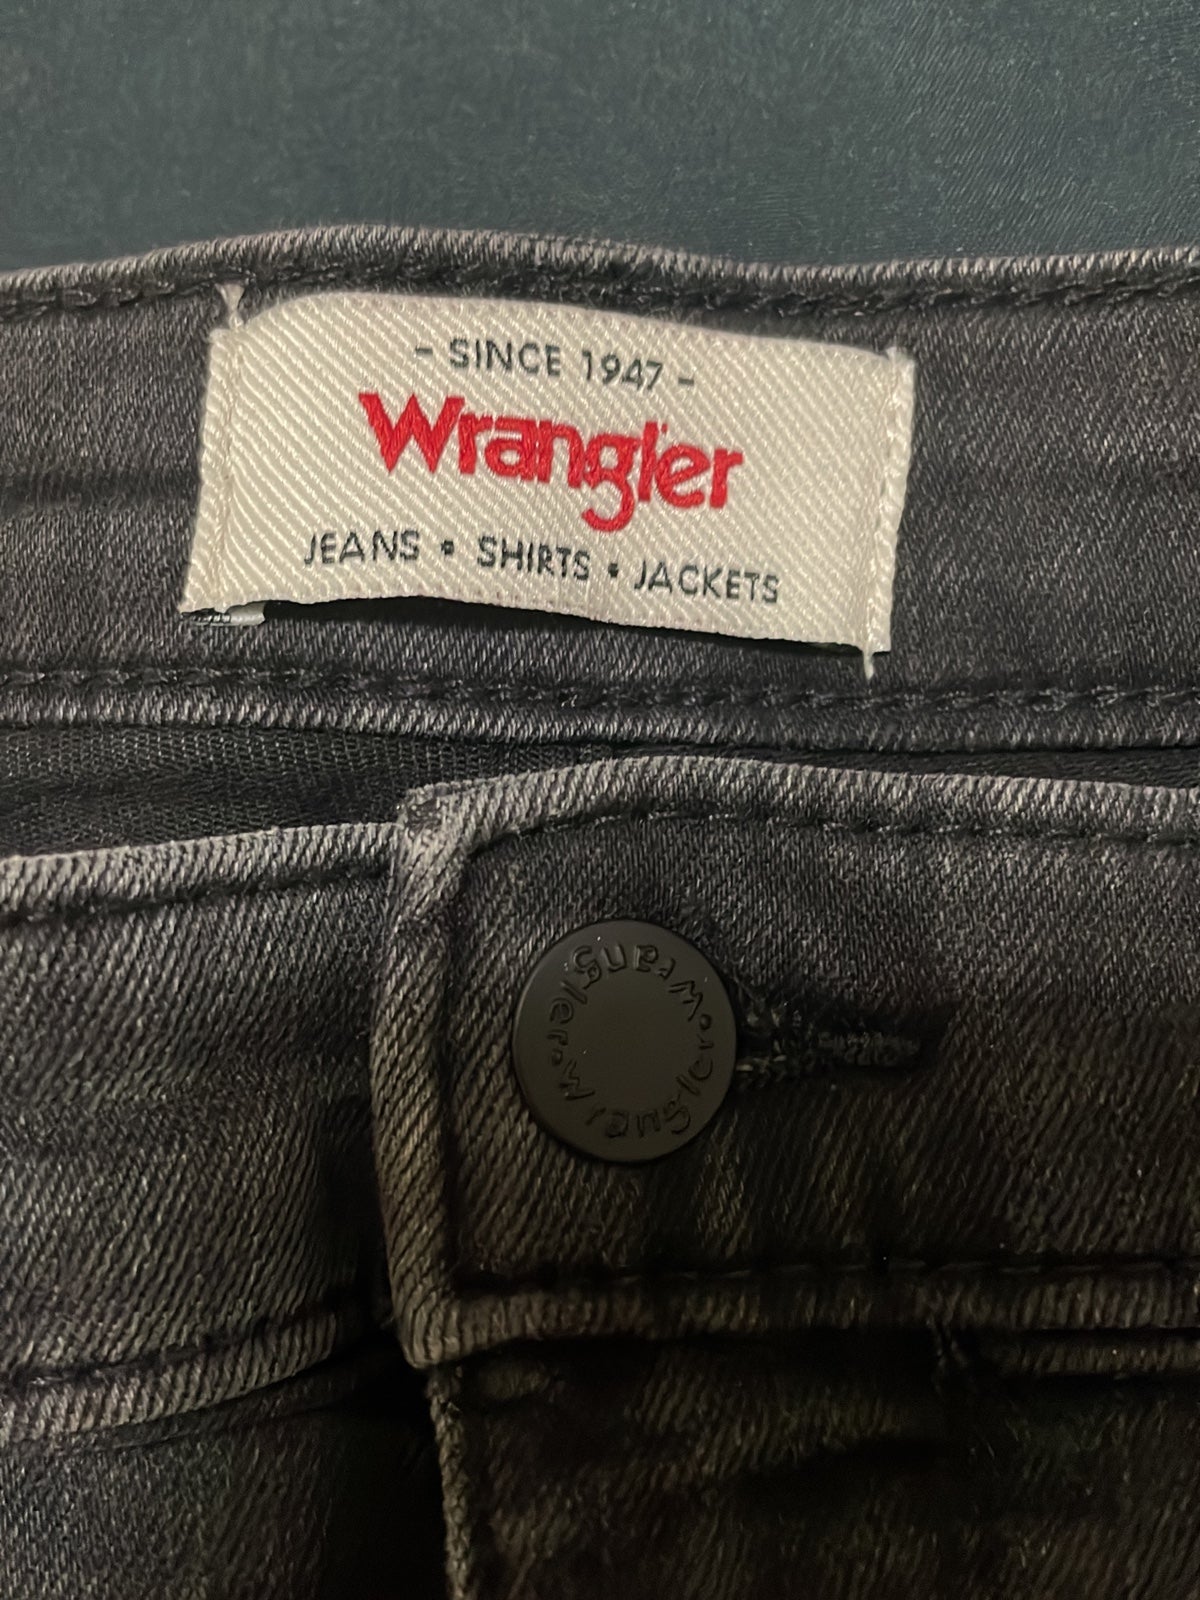 - SINCE 1947 -
Wrangler
JEANS • SHIRTS • JACKETS
wrangler•wrangler•